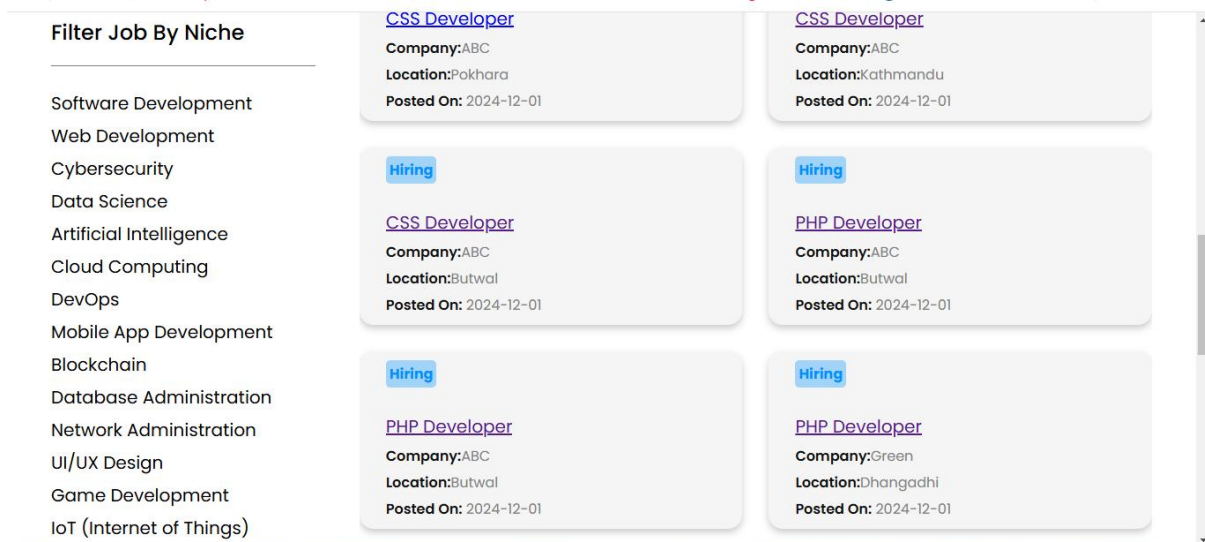 Filter Job By Niche
Software Development
Web Development
Cybersecurity
Data Science
Artificial Intelligence
Cloud Computing
DevOps
Mobile App Development
Blockchain
Database Administration
Network Administration
UI/UX Design
Game Development
IoT (Internet of Things)
CSS Developer
Company:ABC
Location:Pokhara
Posted On: 2024-12-01
CSS Developer
Company:ABC
Location:Kathmandu
Posted On: 2024-12-01
Hiring
CSS Developer
Company:ABC
Location:Butwal
Posted On: 2024-12-01
Hiring
PHP Developer
Company:ABC
Location:Butwal
Posted On: 2024-12-01
Hiring
PHP Developer
Company:ABC
Location:Butwal
Posted On: 2024-12-01
Hiring
PHP Developer
Company:Green
Location:Dhangadhi
Posted On: 2024-12-01